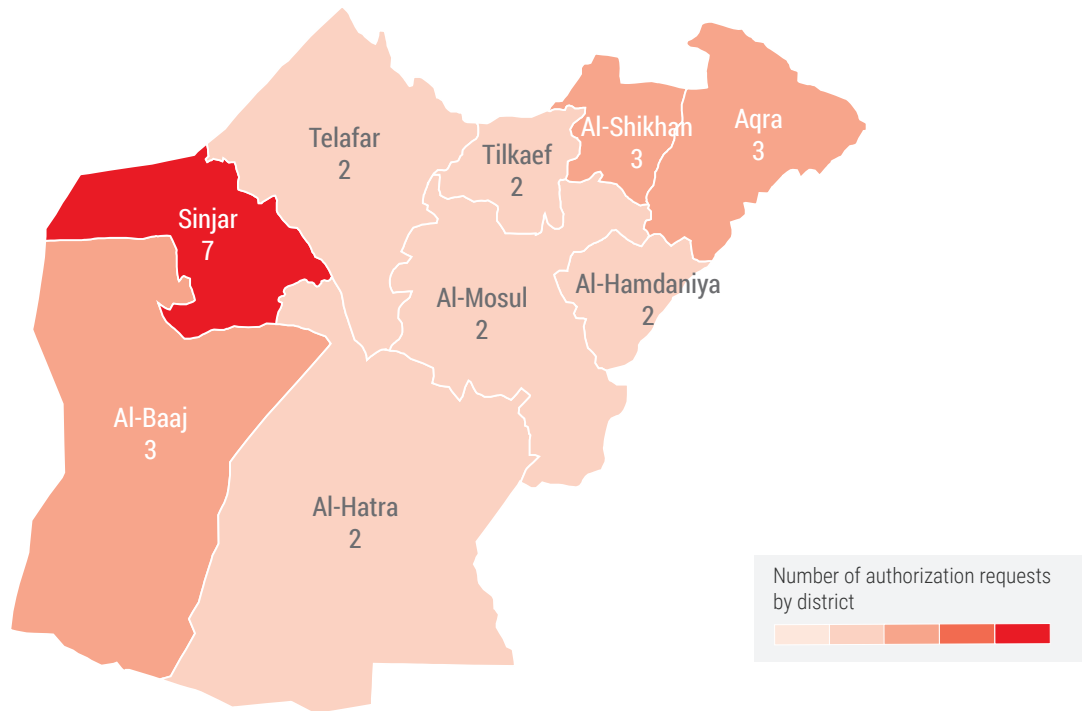 Telafar
2
Tilkaef
2
Al-Shikhan
3
Aqra
3
Sinjar
7
Al-Mosul
2
Al-Hamdaniya
2
Al-Baaj
3
Al-Hatra
2
Number of authorization requests
by district